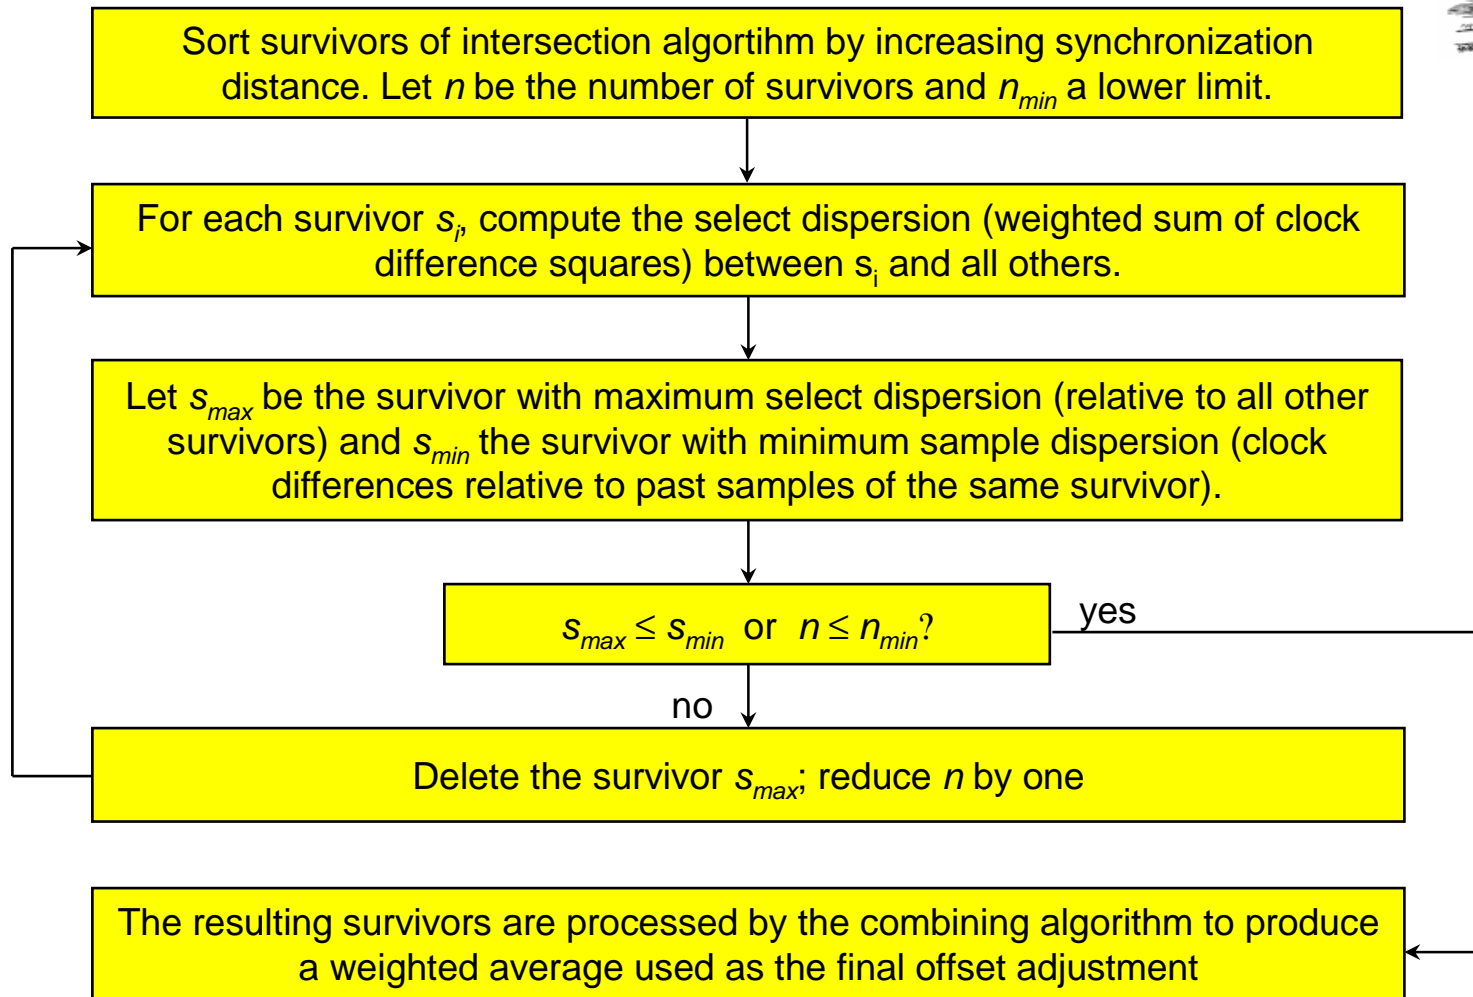 Sort survivors of intersection algortihm by increasing synchronization
distance. Let n be the number of survivors and nmin a lower limit.
For each survivor si, compute the select dispersion (weighted sum of clock
difference squares) between si and all others.
Let smax be the survivor with maximum select dispersion (relative to all other
survivors) and smin the survivor with minimum sample dispersion (clock
differences relative to past samples of the same survivor).
smax ≤ smin or n ≤ nmin?
yes
no
Delete the survivor smax; reduce n by one
The resulting survivors are processed by the combining algorithm to produce
a weighted average used as the final offset adjustment